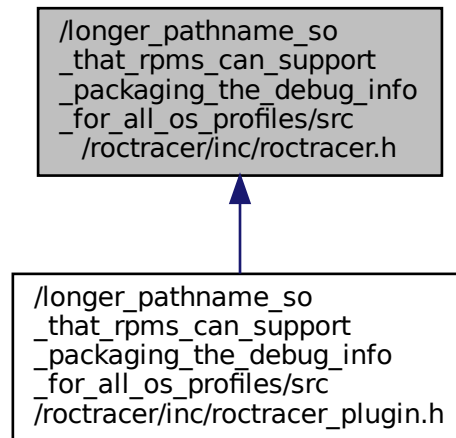 /longer_pathname_so
_that_rpms_can_support
_packaging_the_debug_info
_for_all_os_profiles/src
/roctracer/inc/roctracer.h
/longer_pathname_so
_that_rpms_can_support
_packaging_the_debug_info
_for_all_os_profiles/src
/roctracer/inc/roctracer_plugin.h